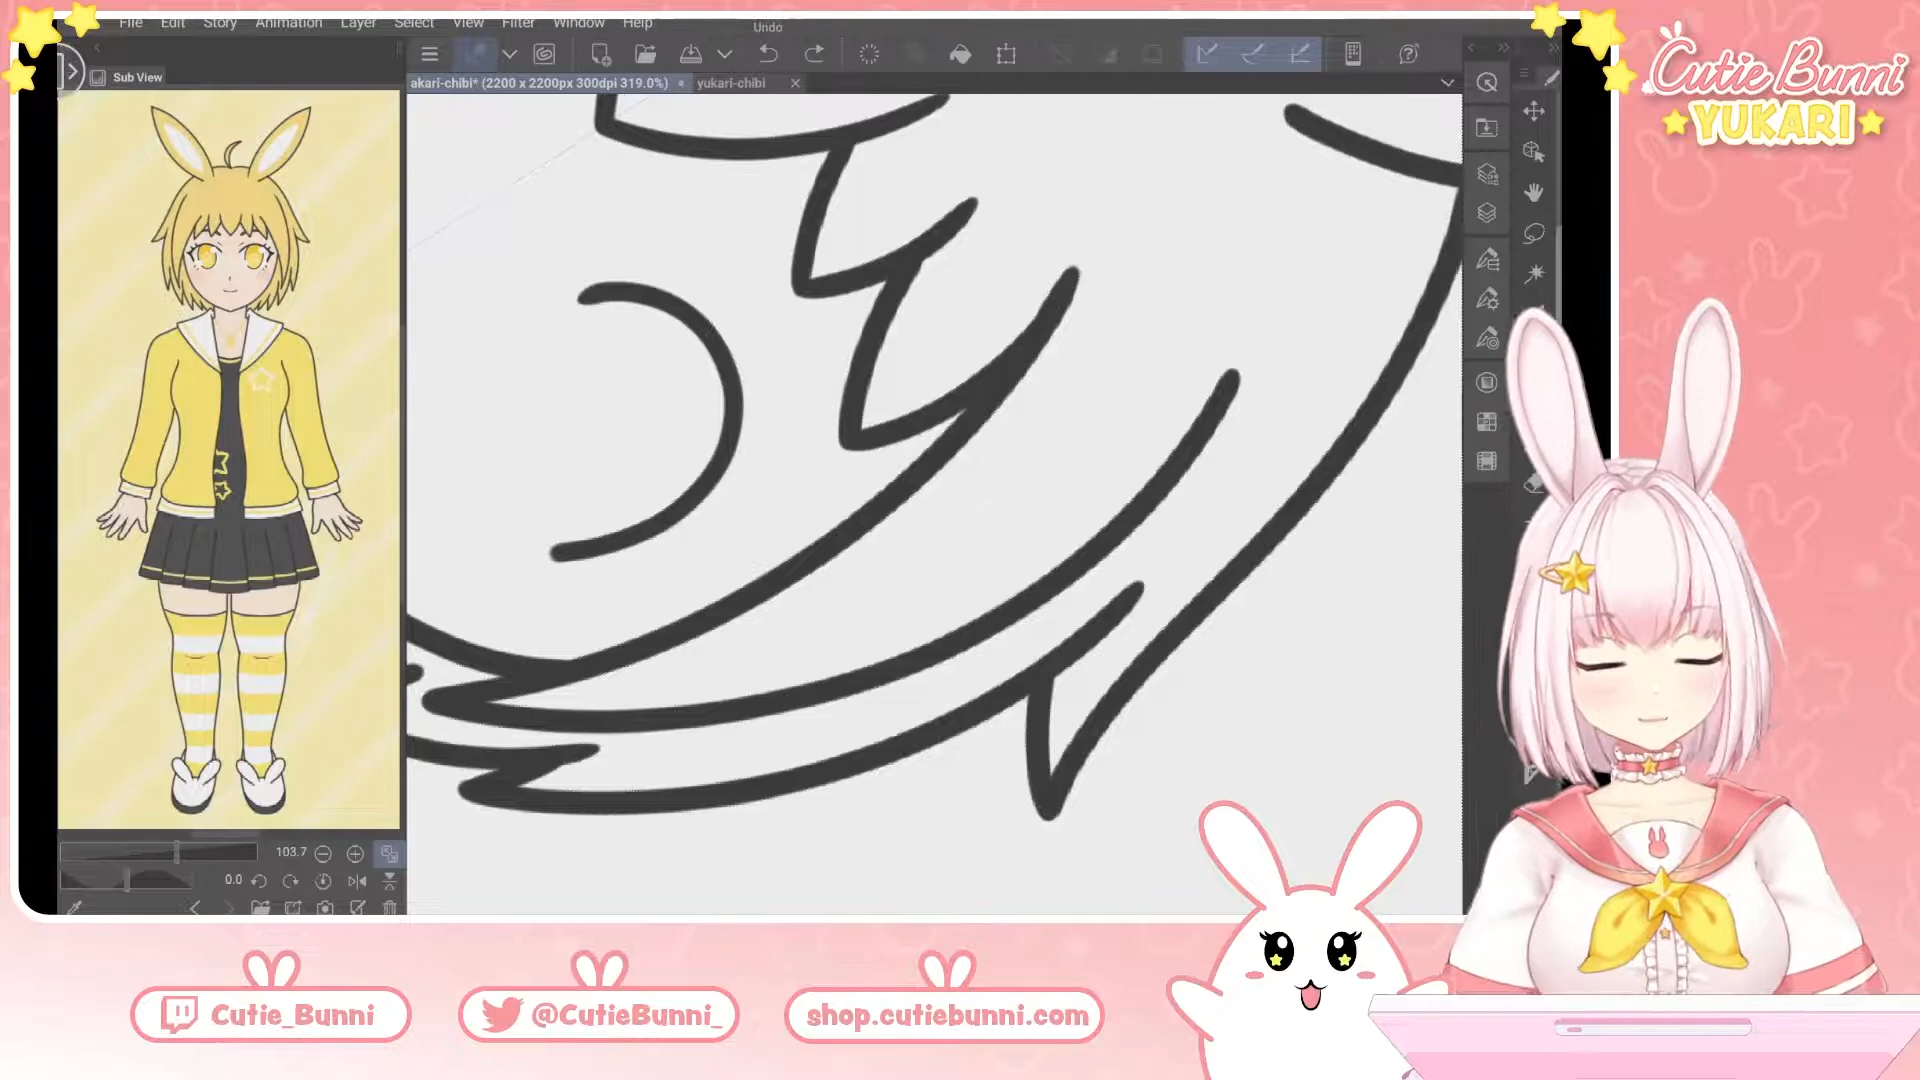 File Edit Story Animation Layer Select View Filter Window Help
Undo
Cutie Bunni
YUKARI
Sub View
akari-chibi* (2200 x 2200px 300dpi 319.0%)
yukari-chibi
103.7
0.0
Cutie_Bunni
@CutieBunni_
shop.cutiebunni.com